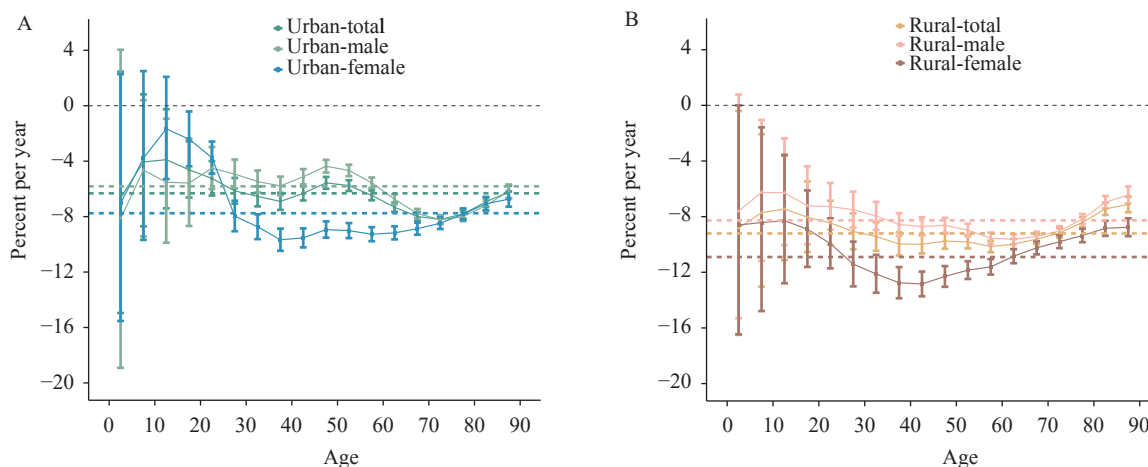 A
Urban-total
Urban-male
Urban-female
4
0
−4
−8
−12
−16
−20
Percent per year
0 10 20 30 40 50 60 70 80 90
Age
B
Rural-total
Rural-male
Rural-female
4
0
−4
−8
−12
−16
−20
Percent per year
0 10 20 30 40 50 60 70 80 90
Age